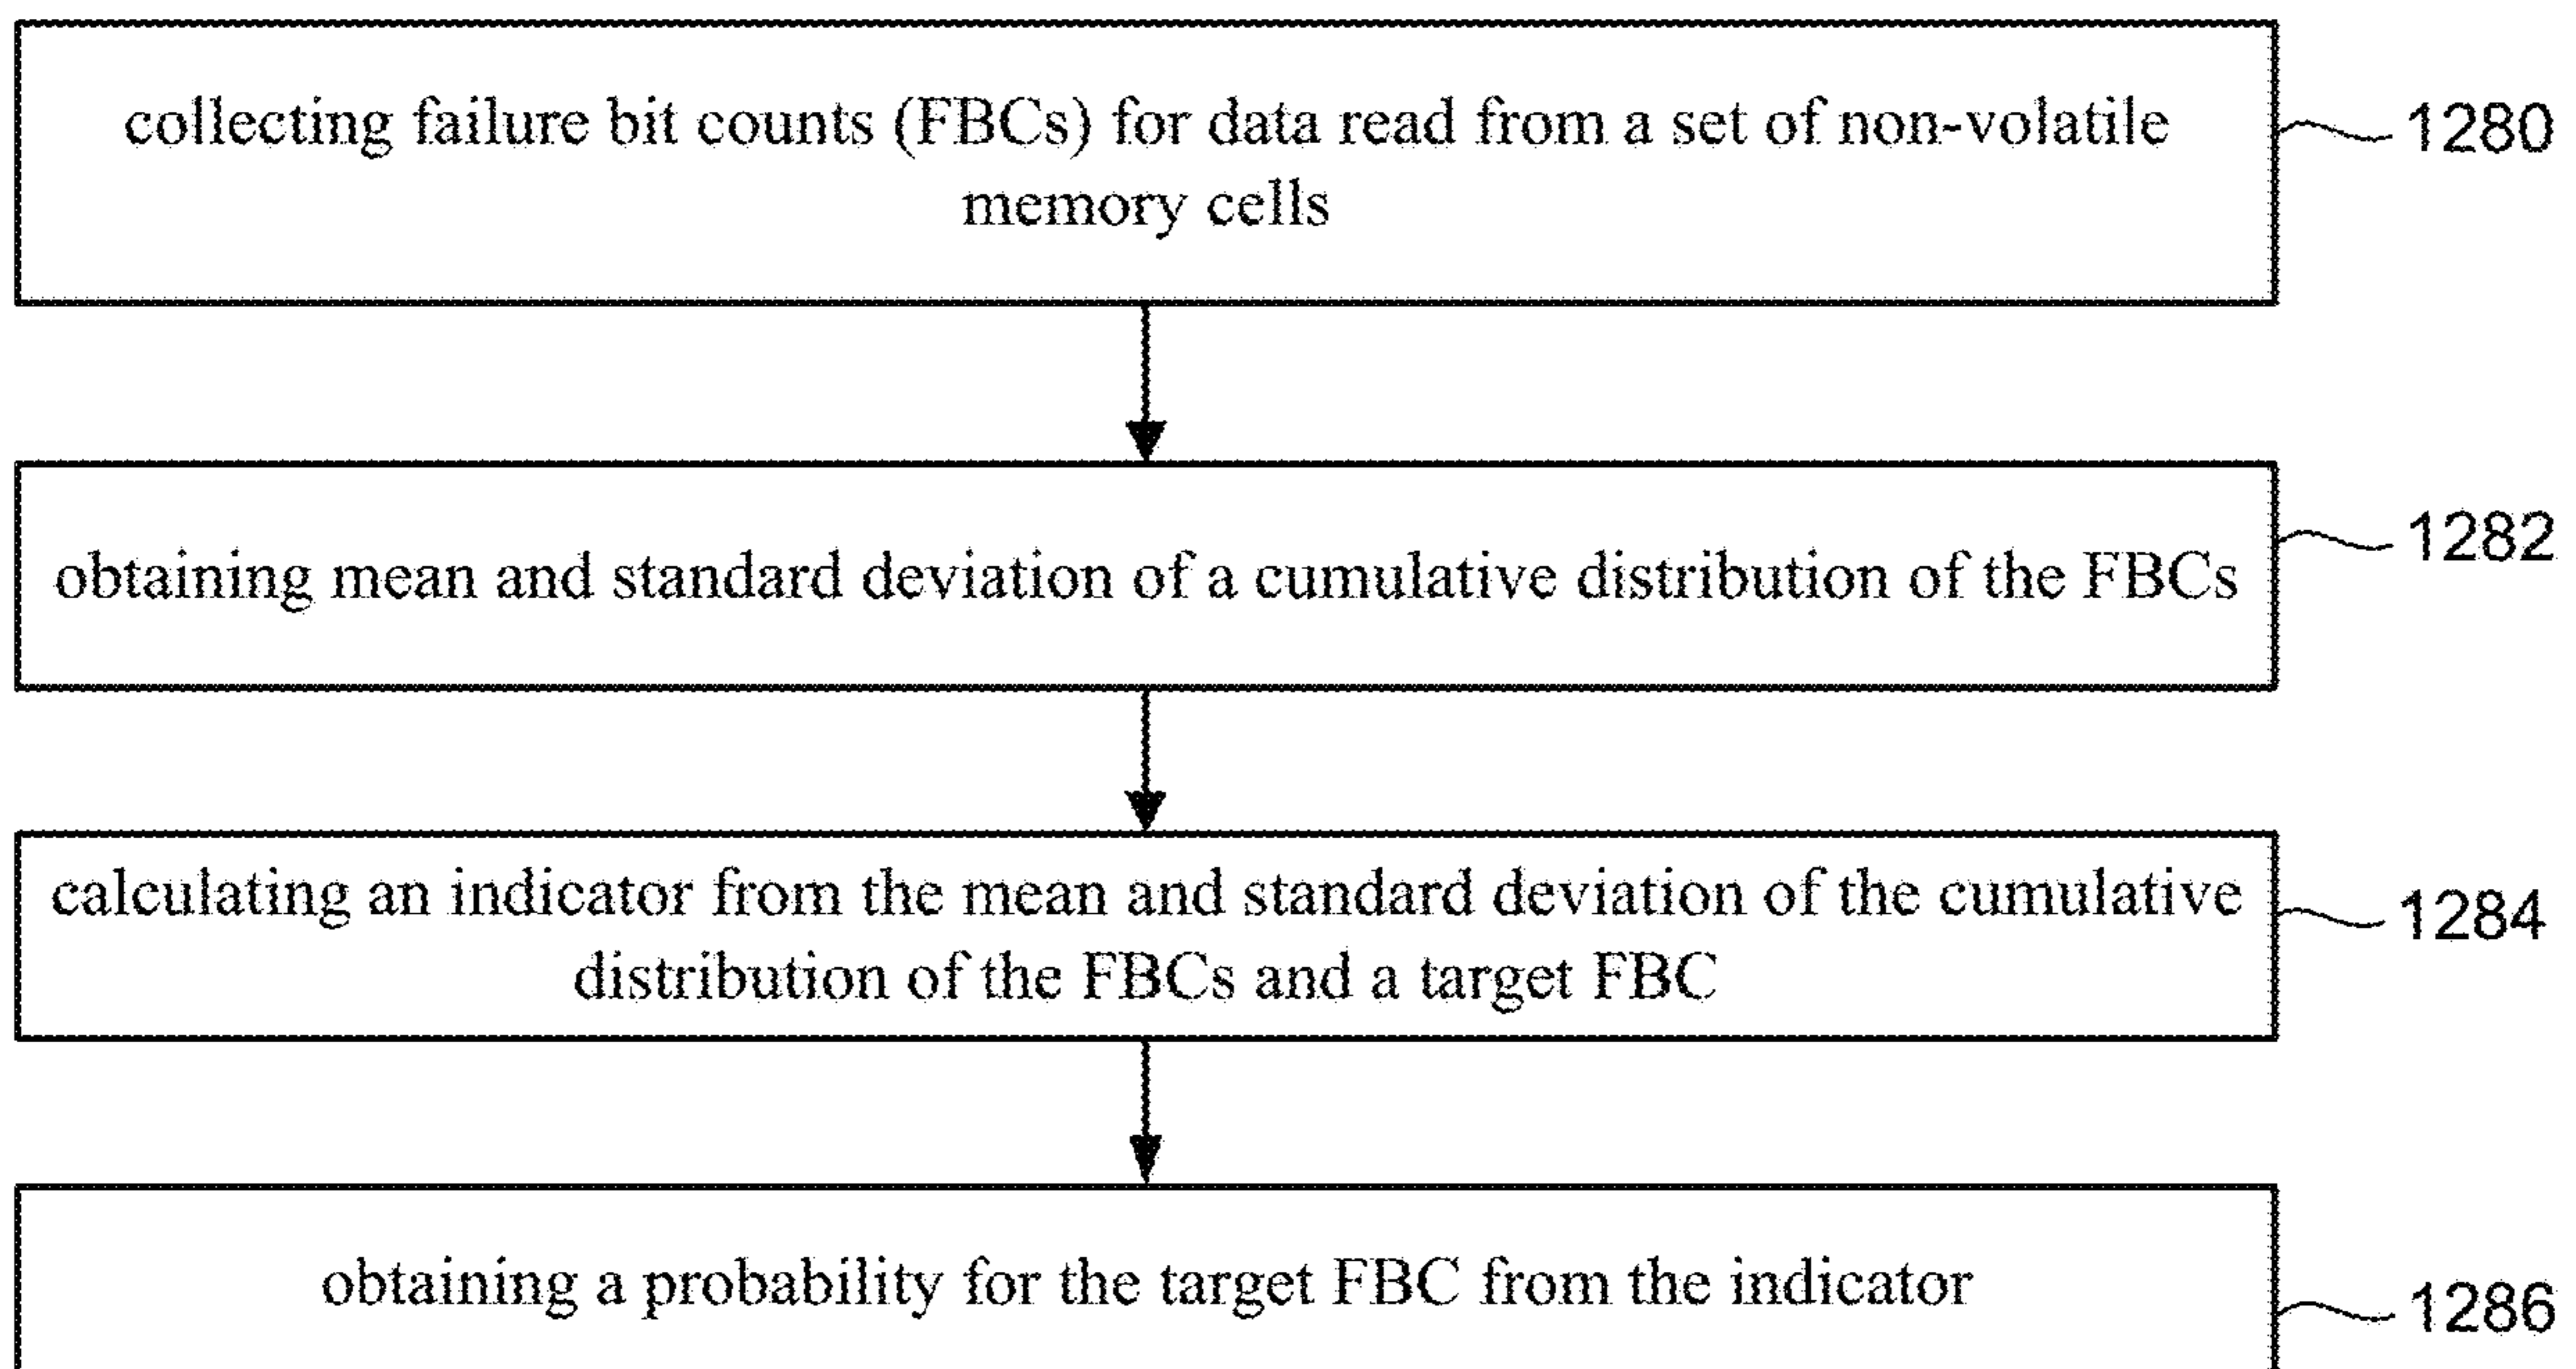 collecting failure bit counts (FBCs) for data read from a set of non-volatile
memory cells
1280
obtaining mean and standard deviation of a cumulative distribution of the FBCs
1282
calculating an indicator from the mean and standard deviation of the cumulative
distribution of the FBCs and a target FBC
1284
obtaining a probability for the target FBC from the indicator
1286